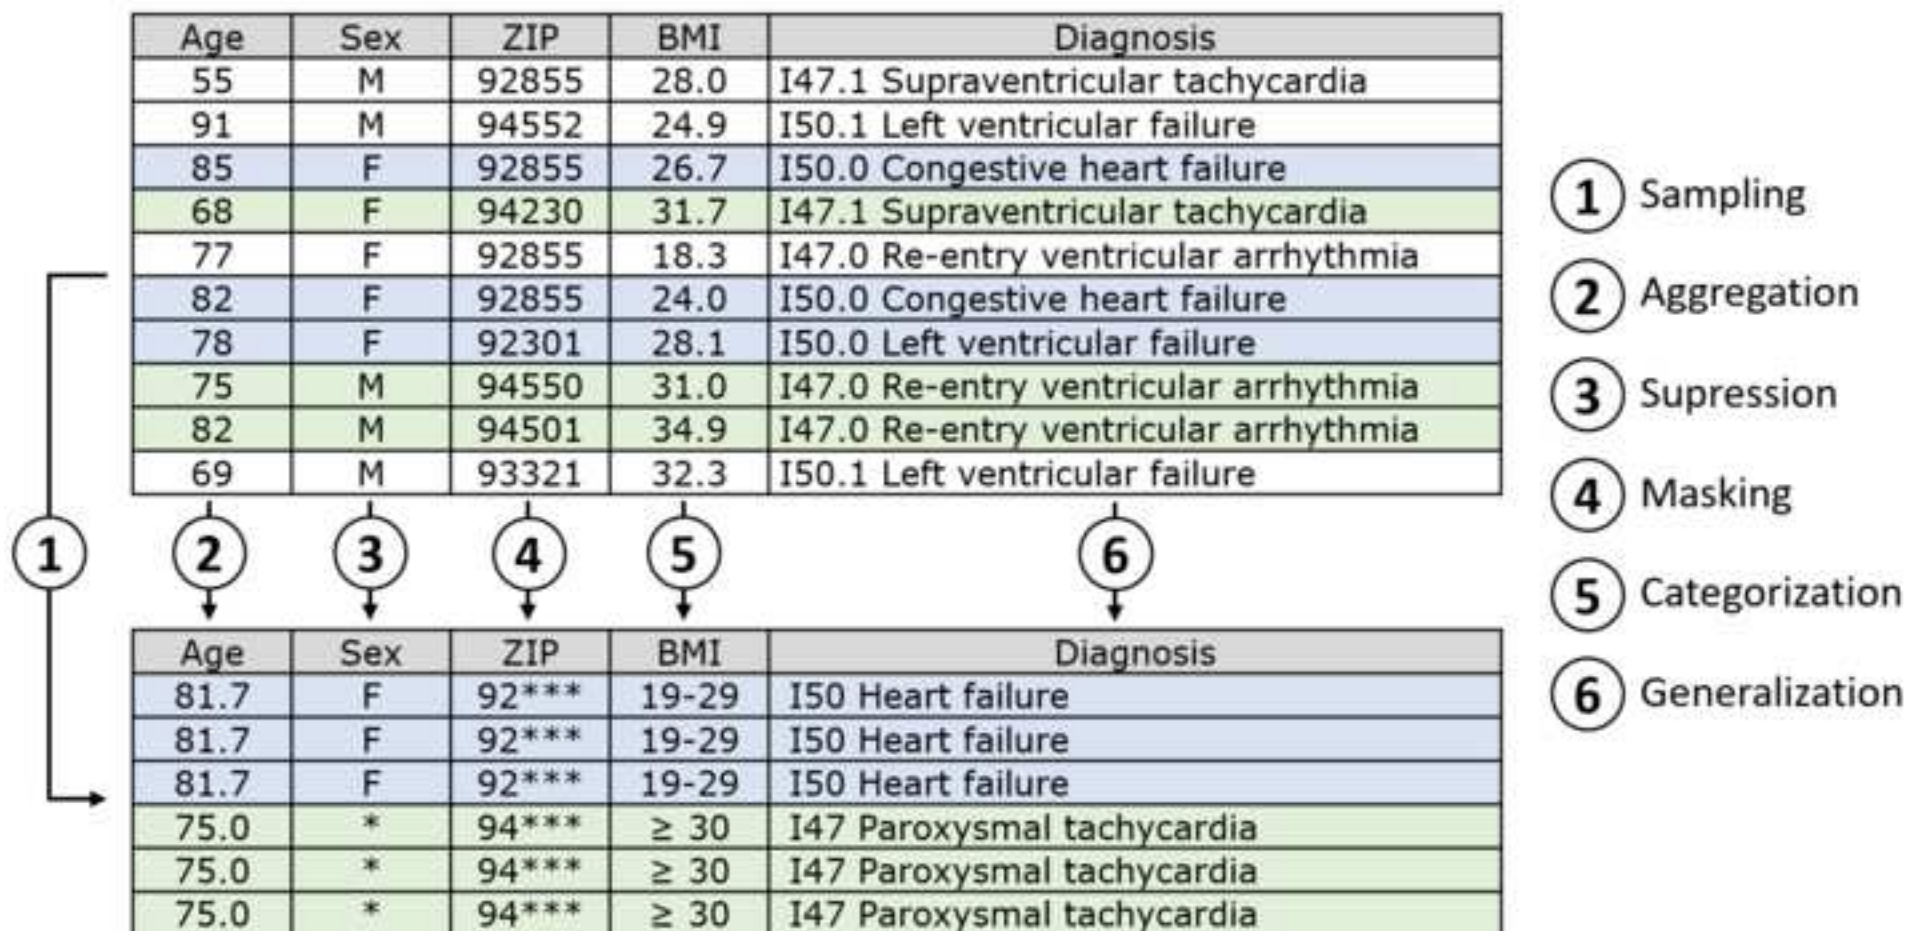 Age Sex ZIP BMI Diagnosis
55 M 92855 28.0 I47.1 Supraventricular tachycardia
91 M 94552 24.9 I50.1 Left ventricular failure
85 F 92855 26.7 I50.0 Congestive heart failure
68 F 94230 31.7 I47.1 Supraventricular tachycardia
77 F 92855 18.3 I47.0 Re-entry ventricular arrhythmia
82 F 92855 24.0 I50.0 Congestive heart failure
78 F 92301 28.1 I50.0 Left ventricular failure
75 M 94550 31.0 I47.0 Re-entry ventricular arrhythmia
82 M 94501 34.9 I47.0 Re-entry ventricular arrhythmia
69 M 93321 32.3 I50.1 Left ventricular failure
1 2 3 4 5 6
Age Sex ZIP BMI Diagnosis
81.7 F 92*** 19-29 I50 Heart failure
81.7 F 92*** 19-29 I50 Heart failure
81.7 F 92*** 19-29 I50 Heart failure
75.0 * 94*** ≥ 30 I47 Paroxysmal tachycardia
75.0 * 94*** ≥ 30 I47 Paroxysmal tachycardia
75.0 * 94*** ≥ 30 I47 Paroxysmal tachycardia
1 Sampling
2 Aggregation
3 Supression
4 Masking
5 Categorization
6 Generalization